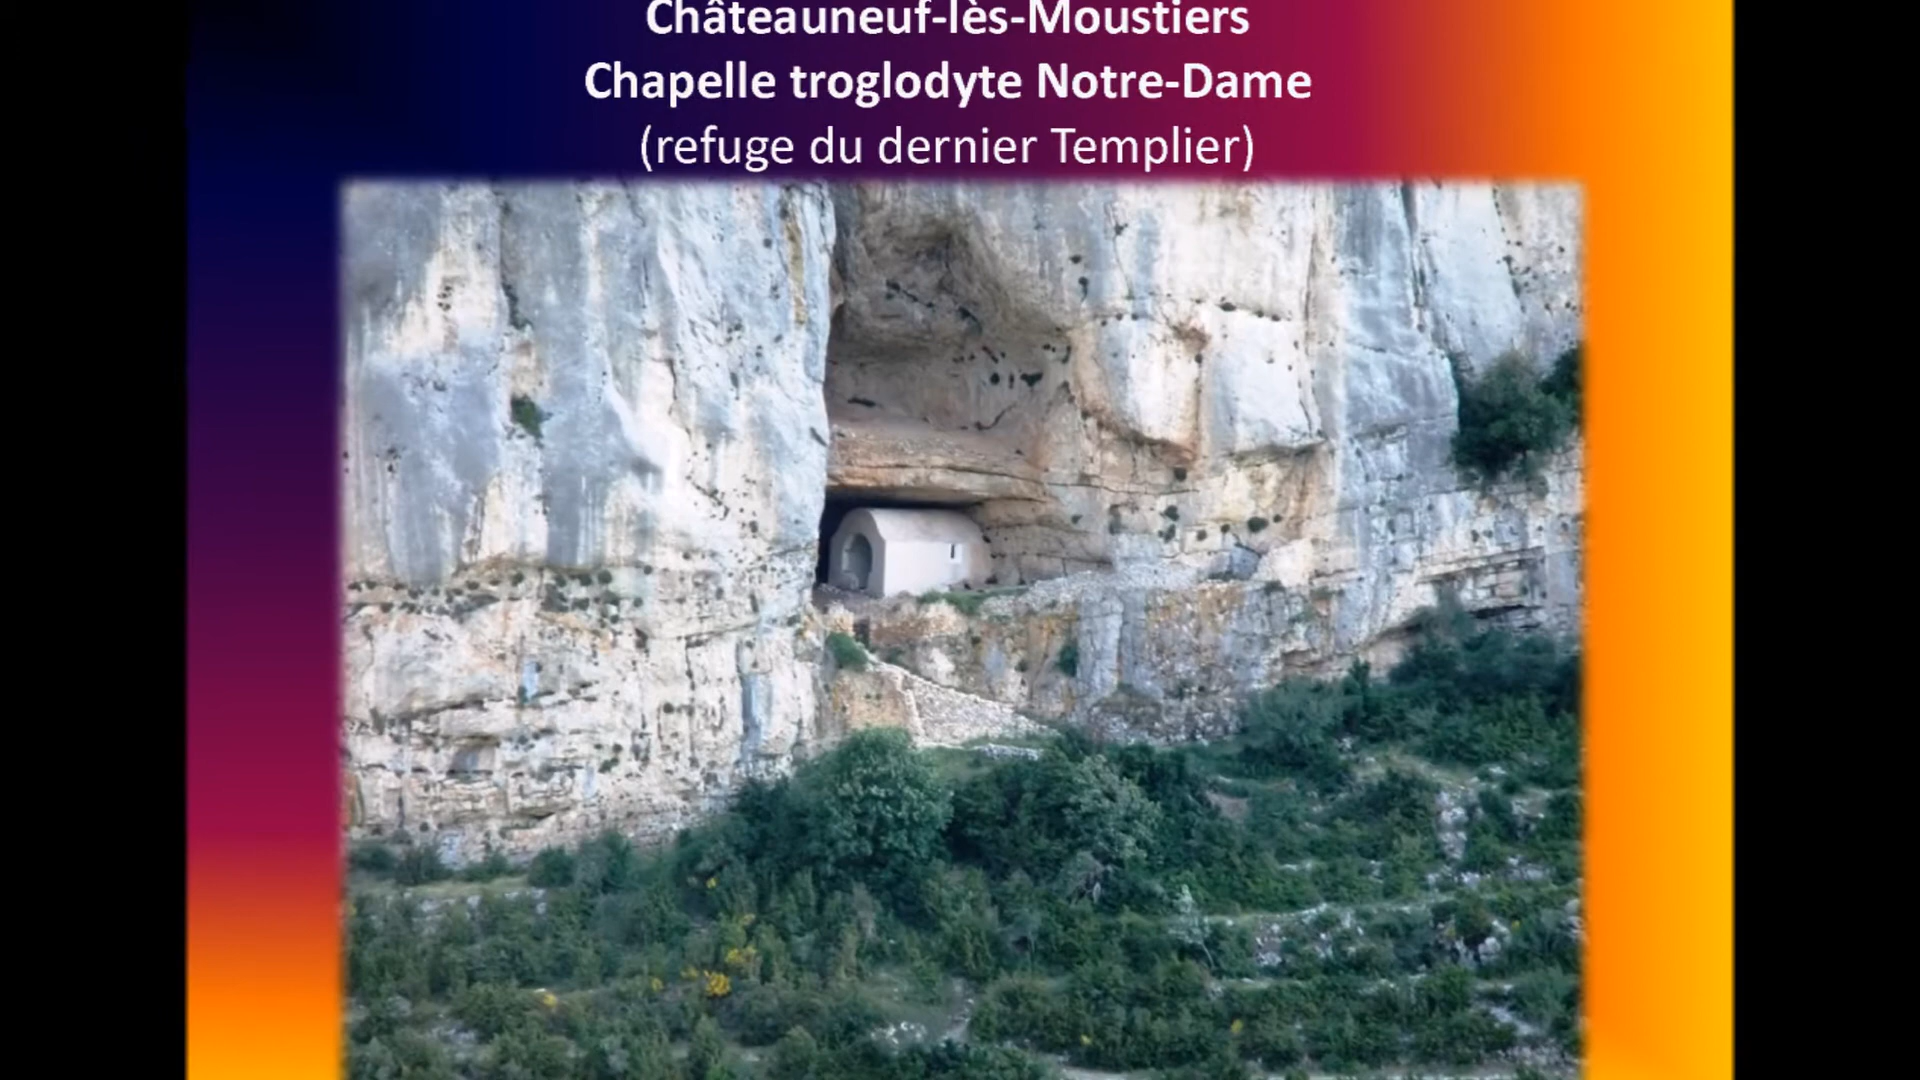 Châteauneuf-lès-Moustiers
Chapelle troglodyte Notre-Dame
(refuge du dernier Templier)